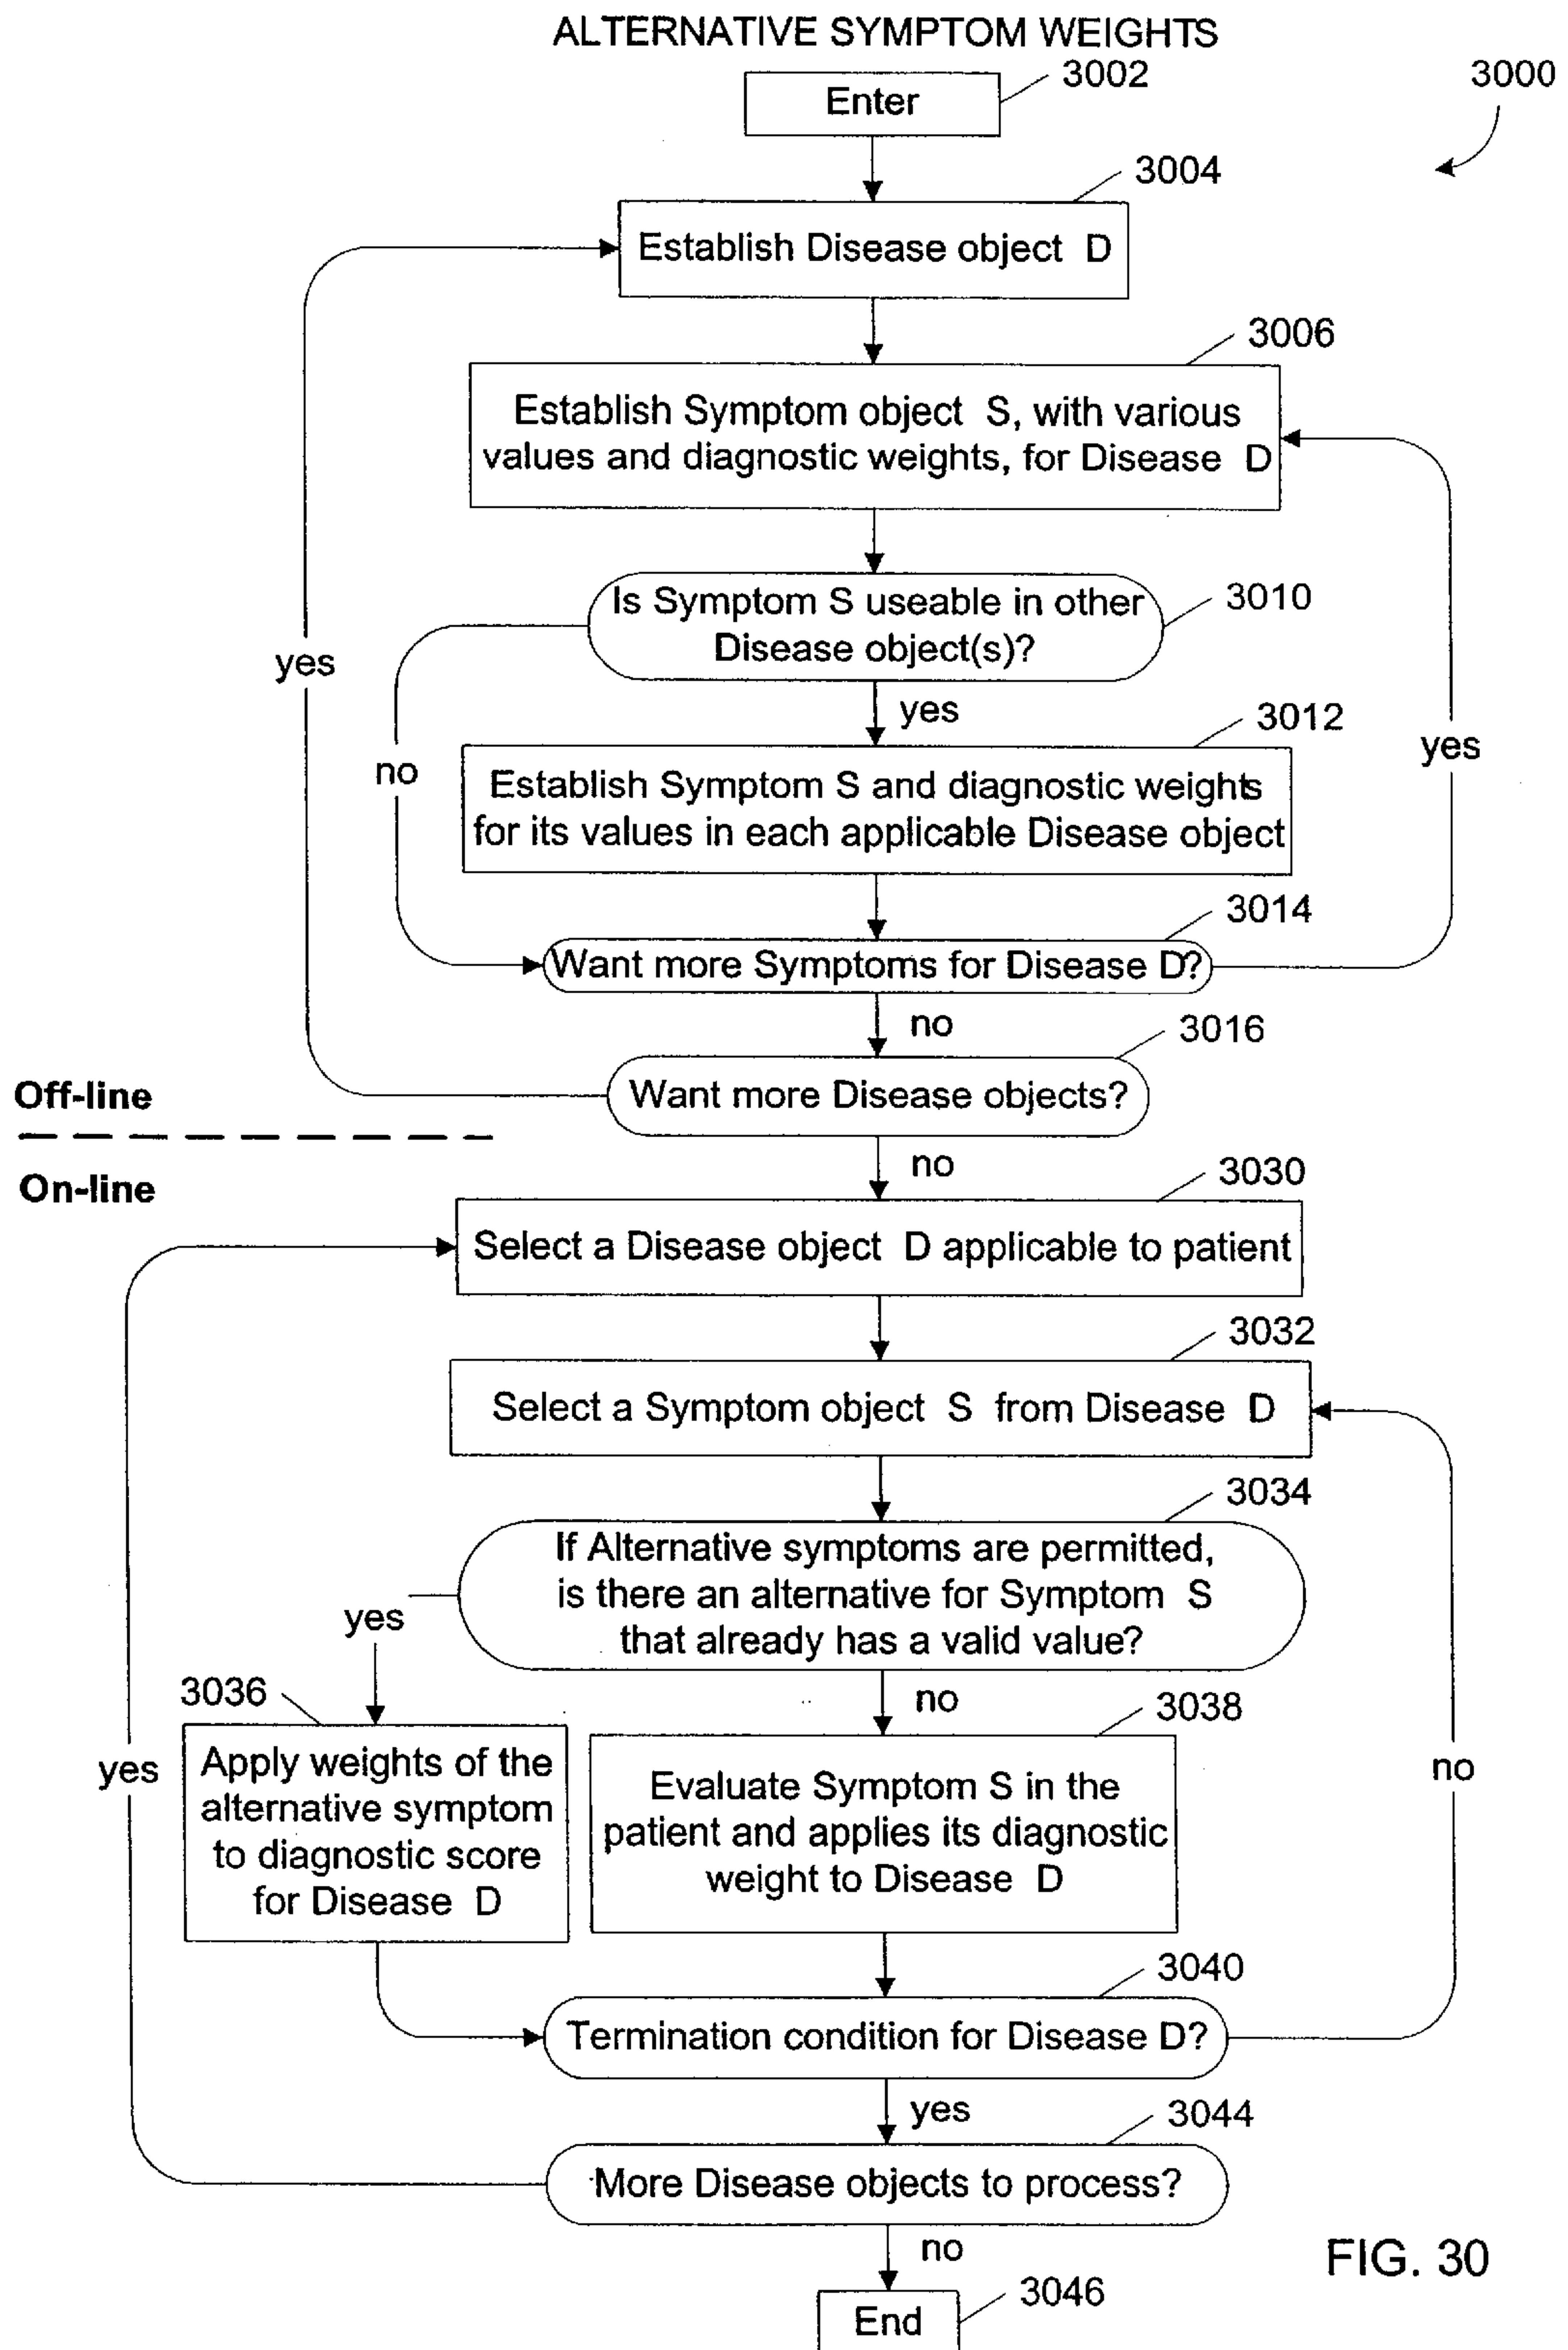 ALTERNATIVE SYMPTOM WEIGHTS
3000
Enter
3002
3004
Establish Disease object D
3006
Establish Symptom object S, with various
values and diagnostic weights, for Disease D
Is Symptom S useable in other
Disease object(s)?
3010
yes
no
yes
3012
Establish Symptom S and diagnostic weights
for its values in each applicable Disease object
yes
3014
Want more Symptoms for Disease D?
no
3016
Want more Disease objects?
Off-line
On-line
no
3030
Select a Disease object D applicable to patient
3032
Select a Symptom object S from Disease D
3034
If Alternative symptoms are permitted,
is there an alternative for Symptom S
that already has a valid value?
yes
no
3036
Apply weights of the
alternative symptom
to diagnostic score
for Disease D
3038
Evaluate Symptom S in the
patient and applies its diagnostic
weight to Disease D
yes
no
3040
Termination condition for Disease D?
yes
3044
More Disease objects to process?
no
3046
End
FIG. 30